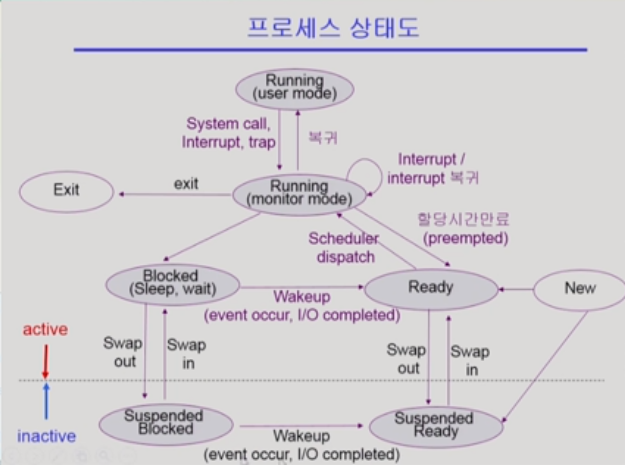 프로세스 상태도
Running
(user mode)
System call,
Interrupt, trap
복귀
Interrupt /
interrupt 복귀
Exit
exit
Running
(monitor mode)
할당시간만료
(preempted)
Scheduler
dispatch
Blocked
(Sleep, wait)
Wakeup
(event occur, I/O completed)
Ready
New
active
Swap
out
Swap
in
Swap
out
Swap
in
inactive
Suspended
Blocked
Wakeup
(event occur, I/O completed)
Suspended
Ready